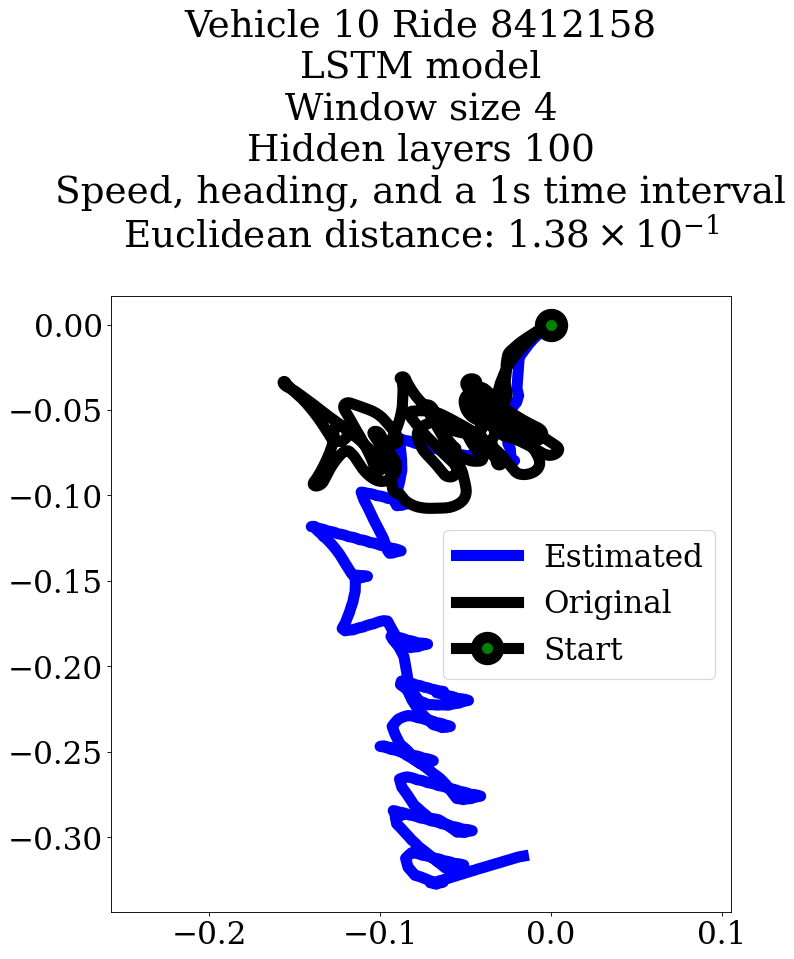 Vehicle 10 Ride 8412158
LSTM model
Window size 4
Hidden layers 100
Speed, heading, and a 1s time interval
Euclidean distance: 1.38 × 10⁻¹
0.00
−0.05
−0.10
−0.15
−0.20
−0.25
−0.30
Estimated
Original
Start
−0.2
−0.1
0.0
0.1